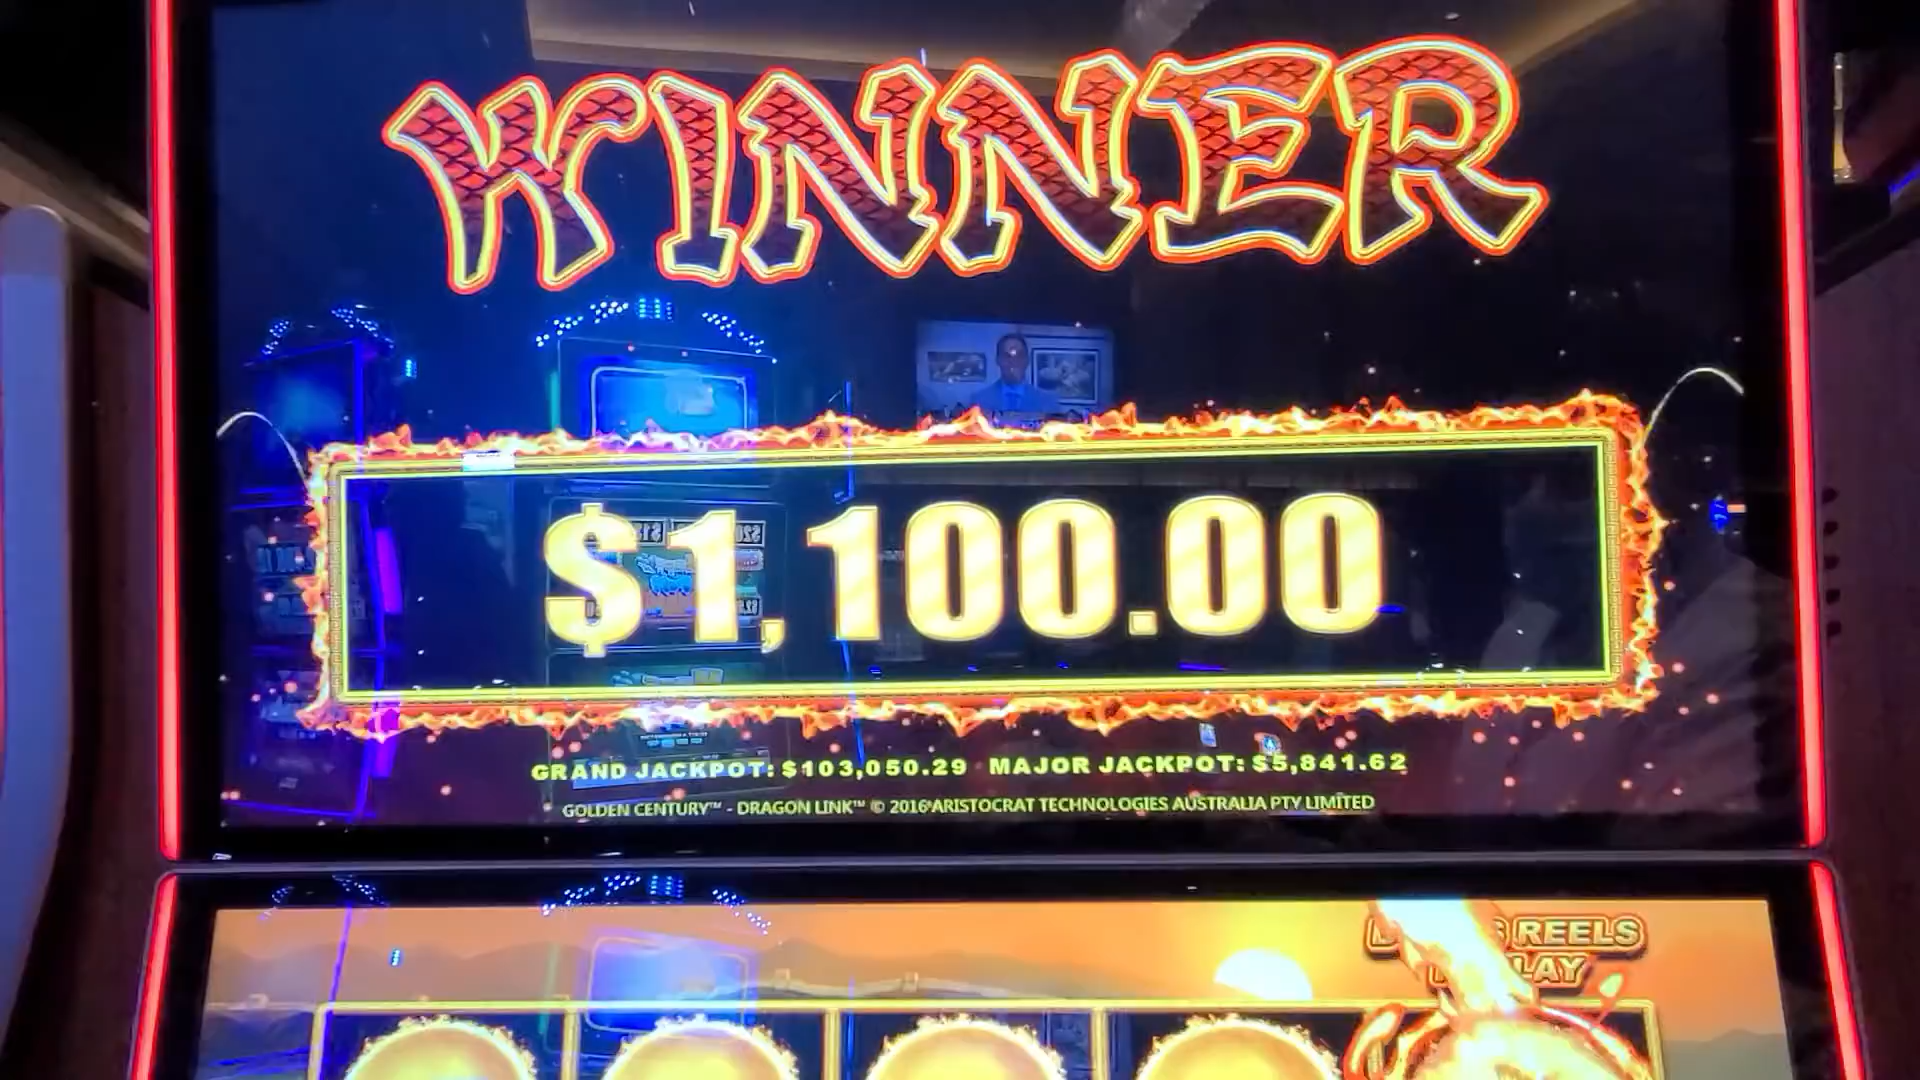 WINNER
$1,100.00
GRAND JACKPOT: $103,050.29 MAJOR JACKPOT: $5,841.62
GOLDEN CENTURY™ - DRAGON LINK™ © 2016 ARISTOCRAT TECHNOLOGIES AUSTRALIA PTY LIMITED
REELS